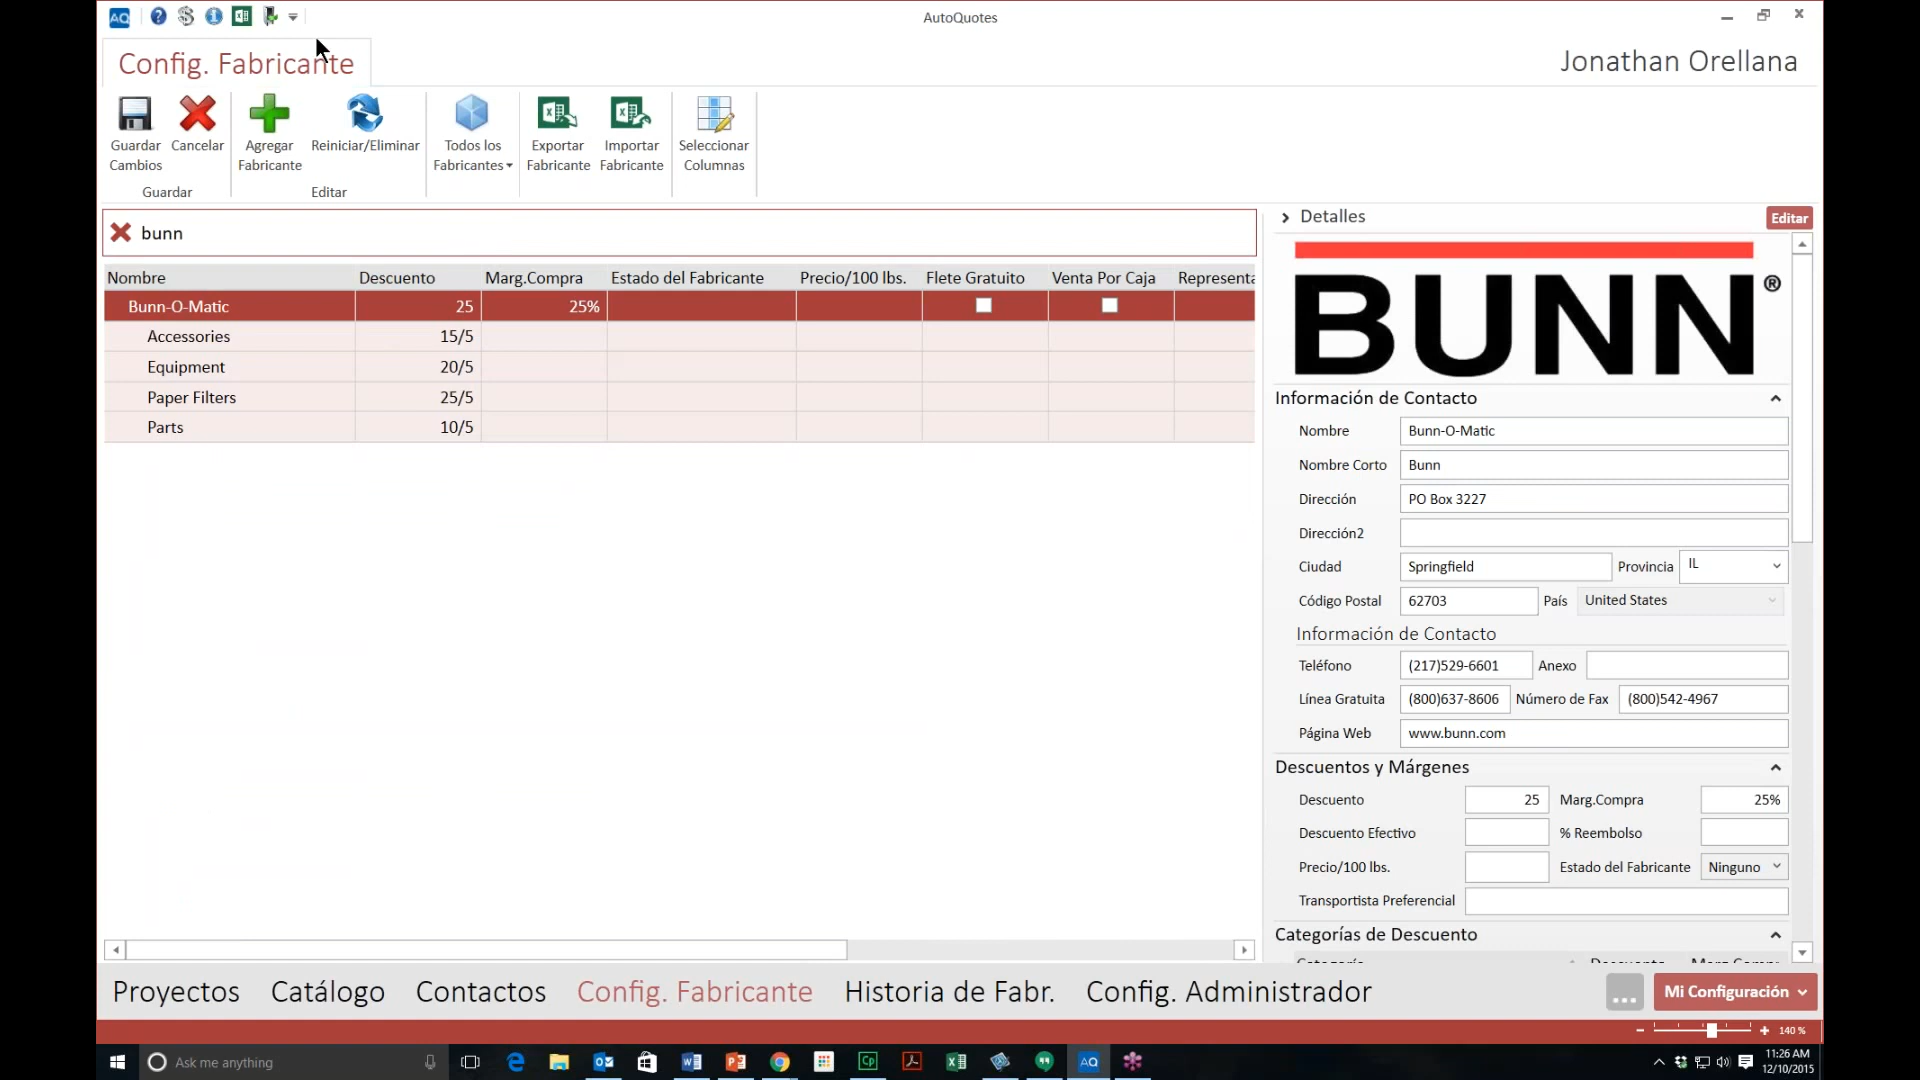 AQ
AutoQuotes
Config. Fabricante
Jonathan Orellana
Guardar Cambios
Cancelar
Agregar Fabricante
Reiniciar/Eliminar
Todos los Fabricantes
Exportar Fabricante
Importar Fabricante
Seleccionar Columnas
Guardar
Editar
bunn
Detalles
Editar
Nombre Descuento Marg.Compra Estado del Fabricante Precio/100 lbs. Flete Gratuito Venta Por Caja Representa
Bunn-O-Matic 25 25%
Accessories 15/5
Equipment 20/5
Paper Filters 25/5
Parts 10/5
BUNN®
Información de Contacto
Nombre Bunn-O-Matic
Nombre Corto Bunn
Dirección PO Box 3227
Dirección2
Ciudad Springfield Provincia IL
Código Postal 62703 País United States
Información de Contacto
Teléfono (217)529-6601 Anexo
Línea Gratuita (800)637-8606 Número de Fax (800)542-4967
Página Web www.bunn.com
Descuentos y Márgenes
Descuento 25 Marg.Compra 25%
Descuento Efectivo % Reembolso
Precio/100 lbs. Estado del Fabricante Ninguno
Transportista Preferencial
Categorías de Descuento
Proyectos Catálogo Contactos Config. Fabricante Historia de Fabr. Config. Administrador ... Mi Configuración
140 %
Ask me anything
AQ
11:26 AM
12/10/2015